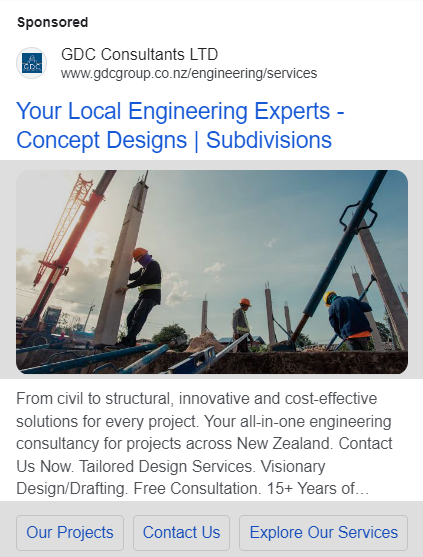 Sponsored
GDC
GDC Consultants LTD
www.gdcgroup.co.nz/engineering/services
Your Local Engineering Experts -
Concept Designs | Subdivisions
From civil to structural, innovative and cost-effective
solutions for every project. Your all-in-one engineering
consultancy for projects across New Zealand. Contact
Us Now. Tailored Design Services. Visionary
Design/Drafting. Free Consultation. 15+ Years of…
Our Projects
Contact Us
Explore Our Services